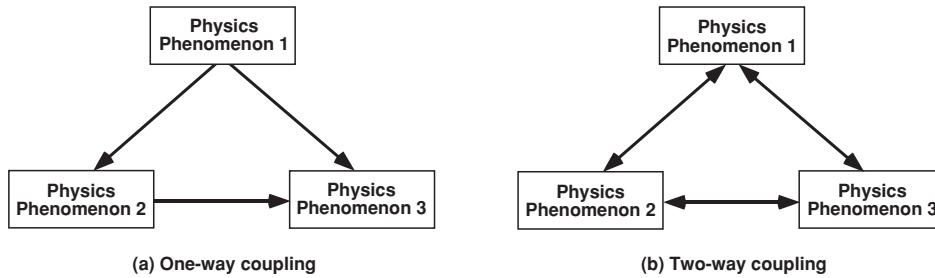 Physics
Phenomenon 1
Physics
Phenomenon 2
Physics
Phenomenon 3
(a) One-way coupling
Physics
Phenomenon 1
Physics
Phenomenon 2
Physics
Phenomenon 3
(b) Two-way coupling